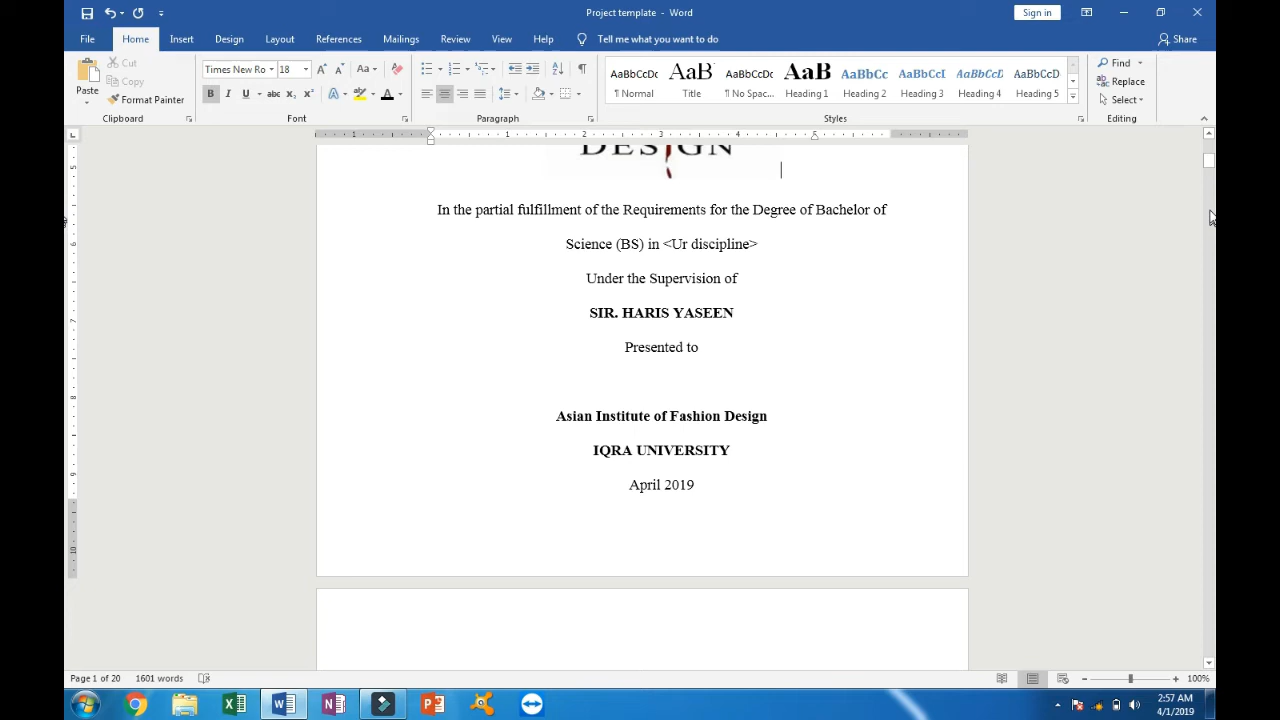 Project template - Word
Sign in
File Home Insert Design Layout References Mailings Review View Help Tell me what you want to do Share
Paste
Cut
Copy
Format Painter
Clipboard
Times New Ro 18
Font
Paragraph
AaBbCcDc AaB AaBbCcDc AaBbCc AaBbCcI AaBbCcD AaBbCcDc
¶ Normal Title ¶ No Spac... Heading 1 Heading 2 Heading 3 Heading 4 Heading 5
Styles
Find
Replace
Select
Editing
DESIGN
In the partial fulfillment of the Requirements for the Degree of Bachelor of
Science (BS) in <Ur discipline>
Under the Supervision of
SIR. HARIS YASEEN
Presented to
Asian Institute of Fashion Design
IQRA UNIVERSITY
April 2019
Page 1 of 20 1601 words
100%
2:57 AM
4/1/2019